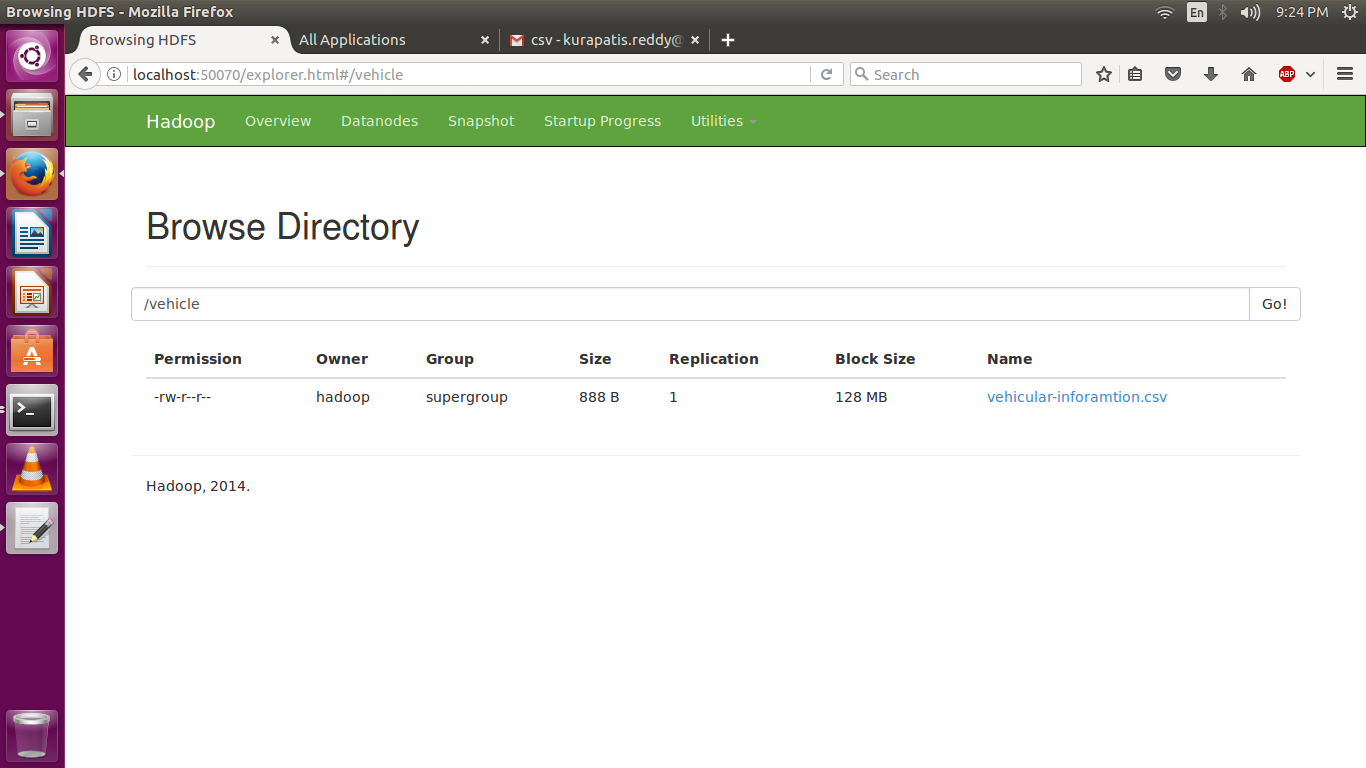 Browsing HDFS - Mozilla Firefox En 9:24 PM
Browsing HDFS All Applications csv - kurapatis.reddy@
localhost:50070/explorer.html#/vehicle Search ABP
Hadoop Overview Datanodes Snapshot Startup Progress Utilities
Browse Directory
/vehicle Go!
Permission Owner Group Size Replication Block Size Name
-rw-r--r-- hadoop supergroup 888 B 1 128 MB vehicular-inforamtion.csv
Hadoop, 2014.